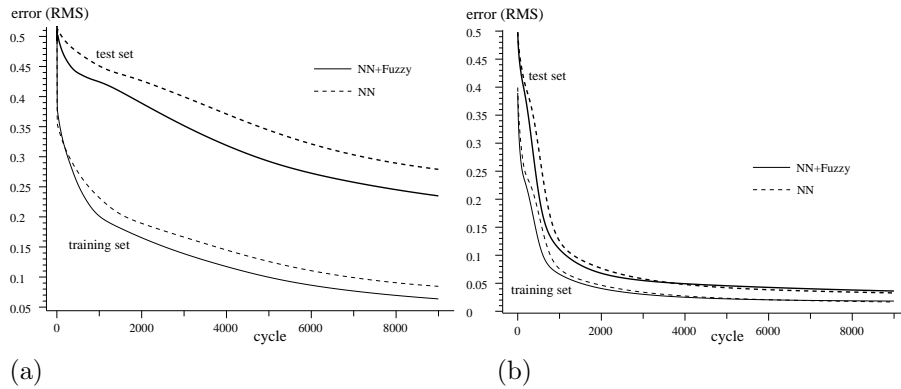 error (RMS)
0.5
0.45
0.4
0.35
0.3
0.25
0.2
0.15
0.1
0.05
test set
NN+Fuzzy
NN
training set
0
2000
4000
6000
8000
cycle
(a)
error (RMS)
0.5
0.45
0.4
0.35
0.3
0.25
0.2
0.15
0.1
0.05
0
test set
NN+Fuzzy
NN
training set
0
2000
4000
6000
8000
cycle
(b)